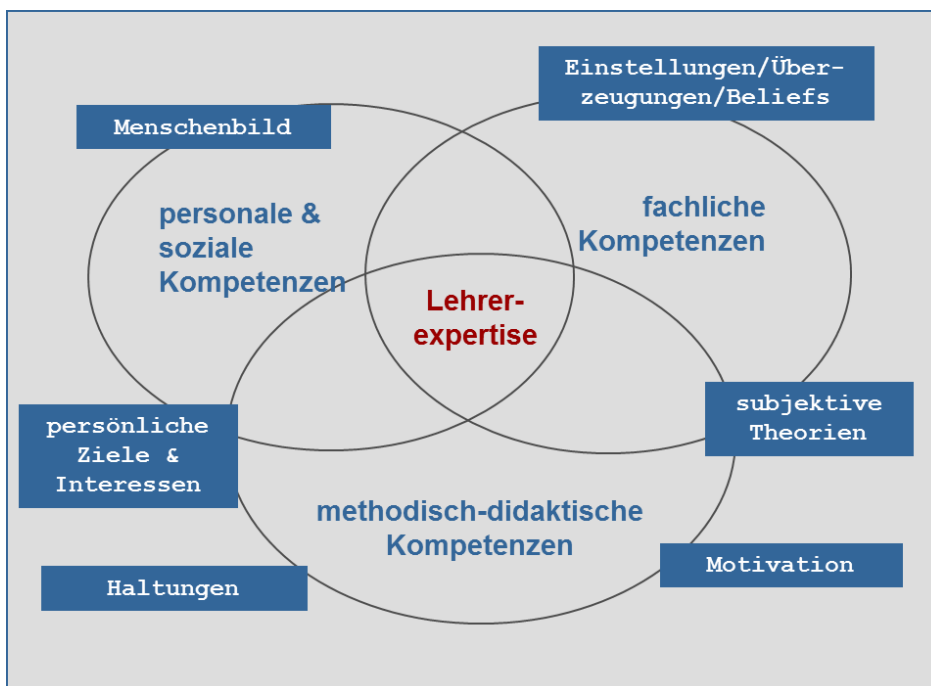 Einstellungen/Über-
zeugungen/Beliefs
Menschenbild
personale &
soziale
Kompetenzen
fachliche
Kompetenzen
Lehrer-
expertise
persönliche
Ziele &
Interessen
subjektive
Theorien
methodisch-didaktische
Kompetenzen
Motivation
Haltungen